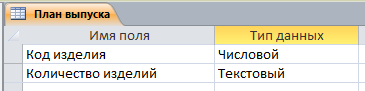 План выпуска
Имя поля Тип данных
Код изделия Числовой
Количество изделий Текстовый